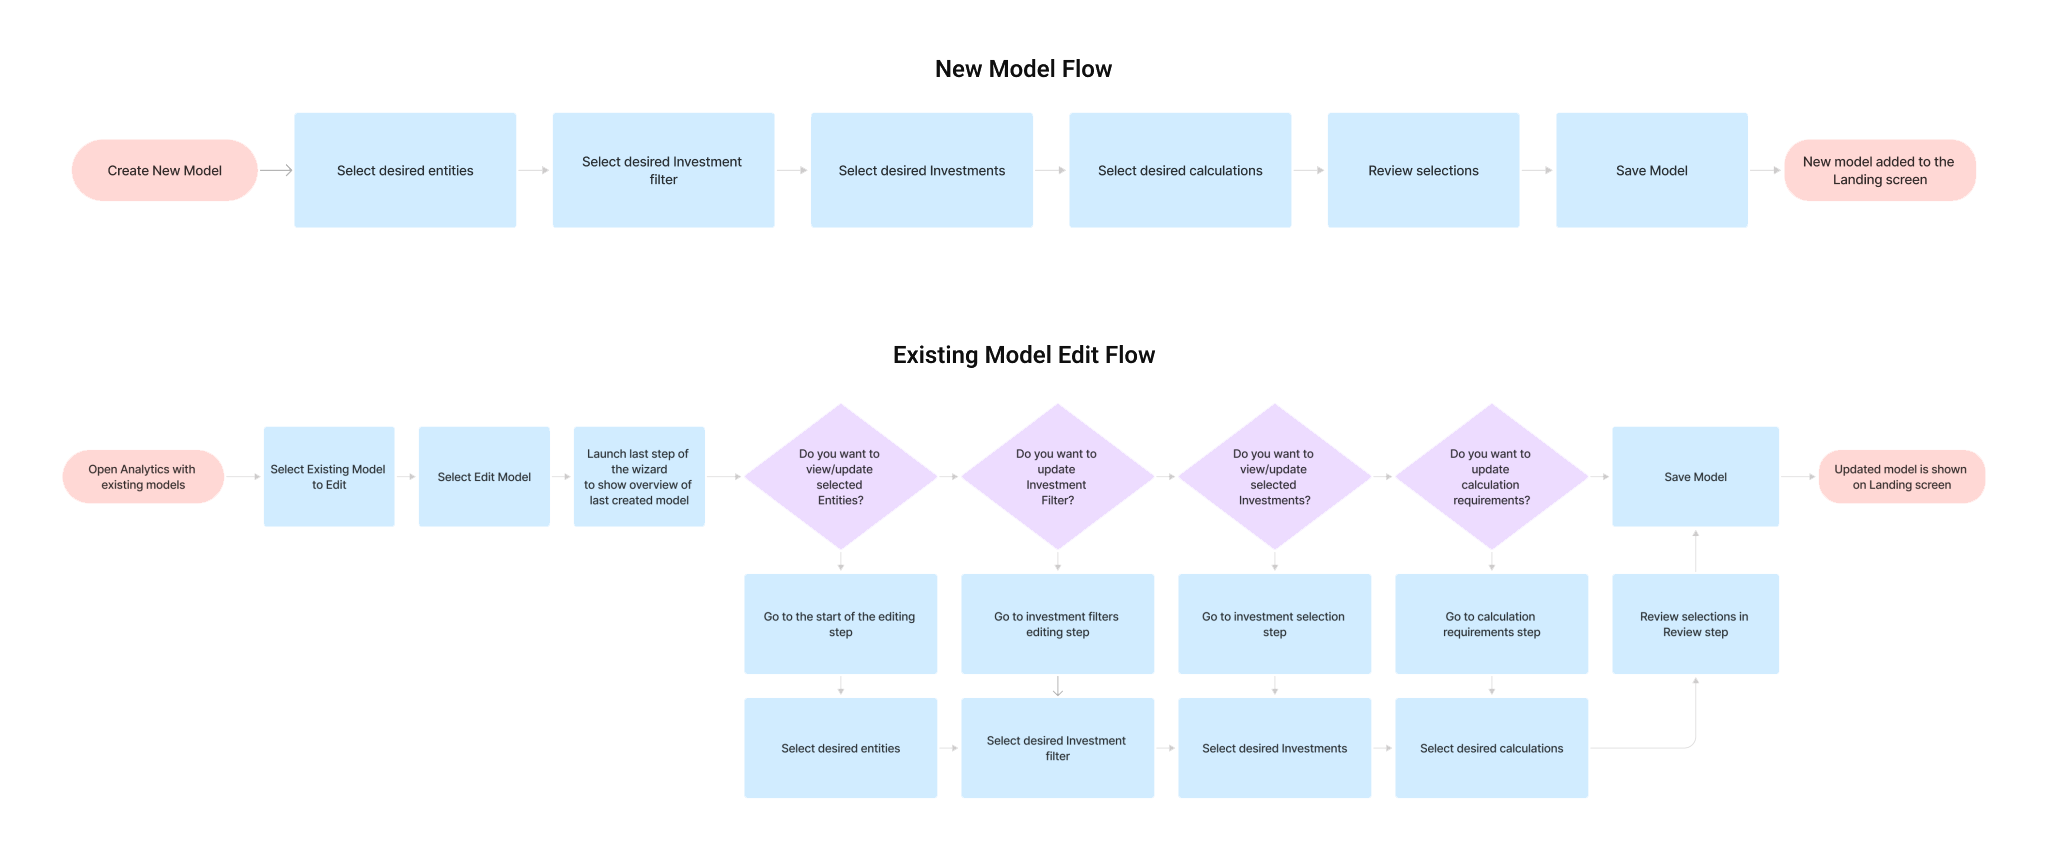 New Model Flow
Create New Model
Select desired entities
Select desired Investment
filter
Select desired Investments
Select desired calculations
Review selections
Save Model
New model added to the
Landing screen
Existing Model Edit Flow
Open Analytics with
existing models
Select Existing Model
to Edit
Select Edit Model
Launch last step of
the wizard
to show overview of
last created model
Do you want to
view/update
selected
Entities?
Do you want to
update
Investment
Filter?
Do you want to
view/update
selected
Investments?
Do you want to
update
calculation
requirements?
Save Model
Updated model is shown
on Landing screen
Go to the start of the editing
step
Go to investment filters
editing step
Go to investment selection
step
Go to calculation
requirements step
Review selections in
Review step
Select desired entities
Select desired Investment
filter
Select desired Investments
Select desired calculations